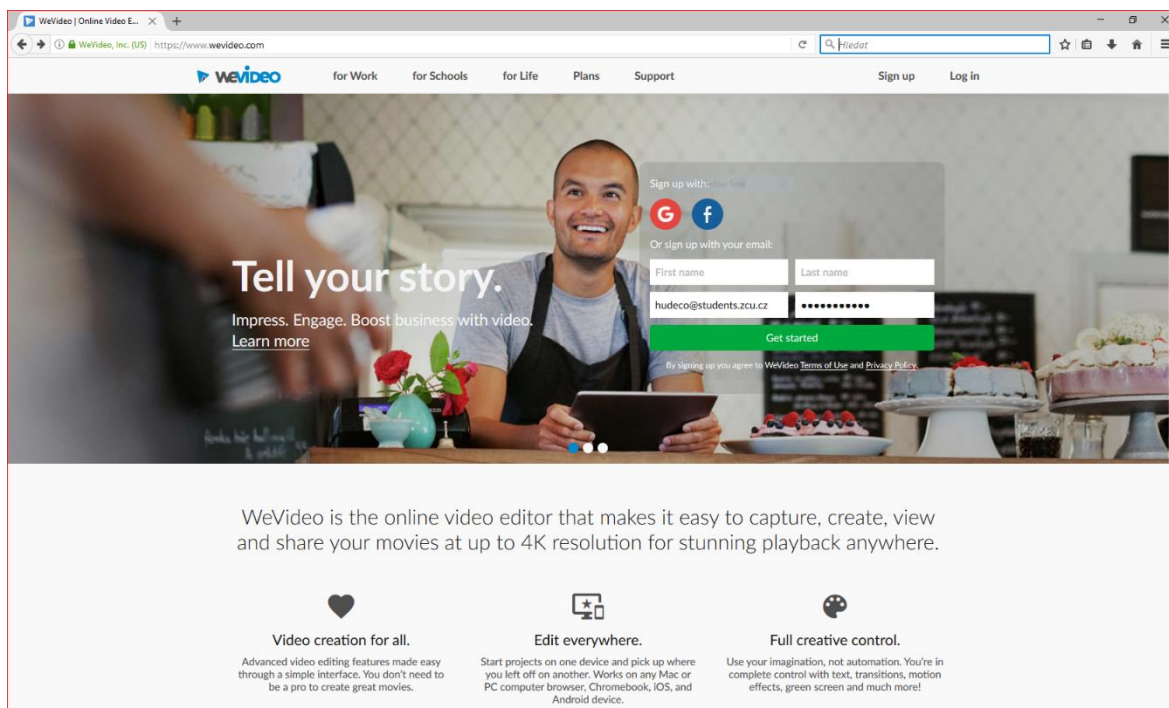 WeVideo | Online Video E...
WeVideo, Inc. (US) https://www.wevideo.com
Hledat
WEVIDEO for Work for Schools for Life Plans Support Sign up Log in
Sign up with:
G f
Or sign up with your email:
First name Last name
hudeco@students.zcu.cz •••••••••••
Get started
By signing up you agree to WeVideo Terms of Use and Privacy Policy.
Tell your story.
Impress. Engage. Boost business with video.
Learn more
WeVideo is the online video editor that makes it easy to capture, create, view
and share your movies at up to 4K resolution for stunning playback anywhere.
Video creation for all.
Advanced video editing features made easy
through a simple interface. You don't need to
be a pro to create great movies.
Edit everywhere.
Start projects on one device and pick up where
you left off on another. Works on any Mac or
PC computer browser, Chromebook, iOS, and
Android device.
Full creative control.
Use your imagination, not automation. You're in
complete control with text, transitions, motion
effects, green screen and much more!